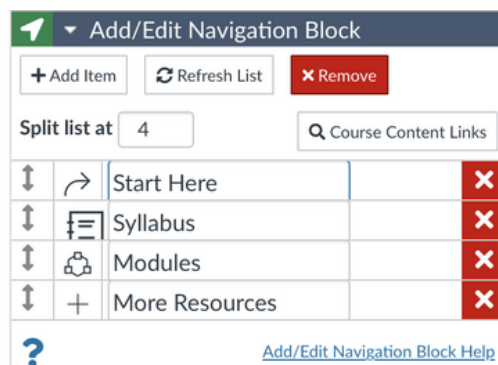 Add/Edit Navigation Block
+ Add Item Refresh List × Remove
Split list at 4 Course Content Links
Start Here
Syllabus
Modules
More Resources
? Add/Edit Navigation Block Help